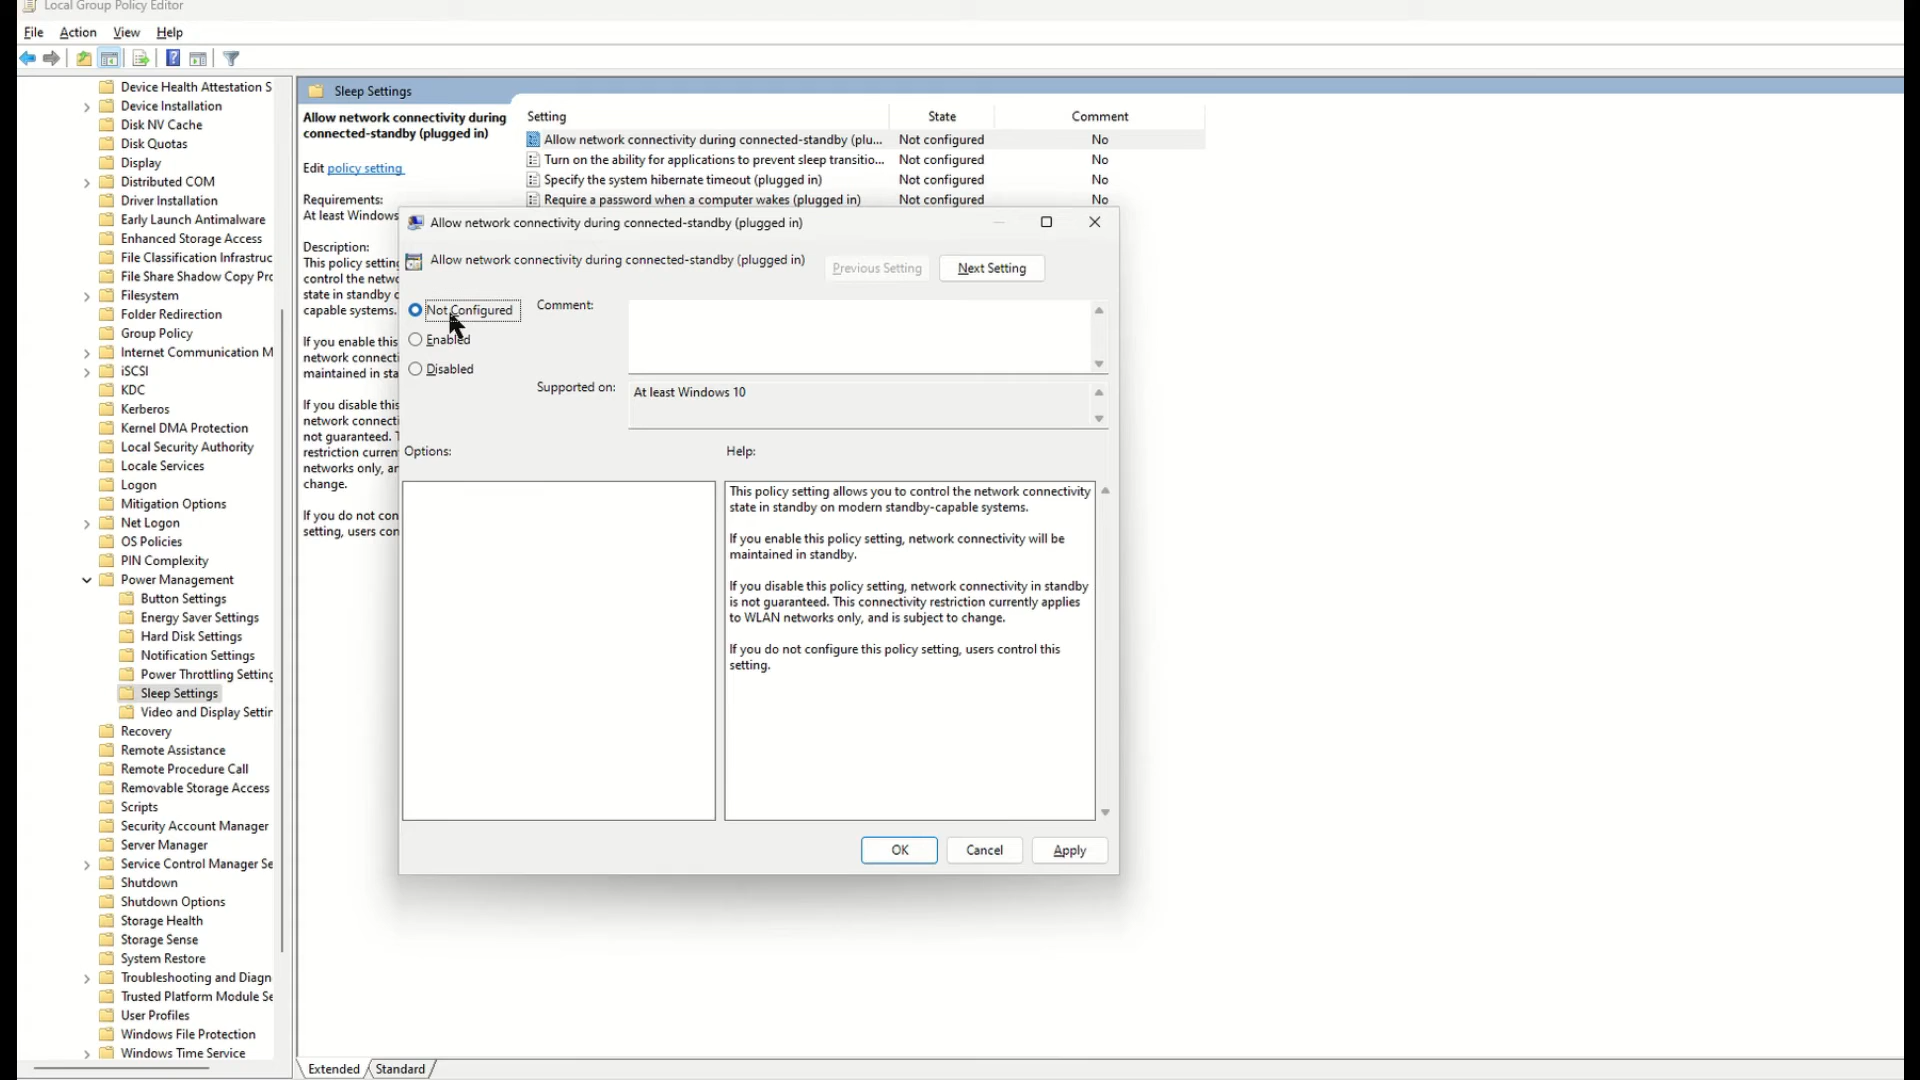 Local Group Policy Editor
File Action View Help
Device Health Attestation S
Device Installation
Disk NV Cache
Disk Quotas
Display
Distributed COM
Driver Installation
Early Launch Antimalware
Enhanced Storage Access
File Classification Infrastruc
File Share Shadow Copy Pro
Filesystem
Folder Redirection
Group Policy
Internet Communication M
iSCSI
KDC
Kerberos
Kernel DMA Protection
Local Security Authority
Locale Services
Logon
Mitigation Options
Net Logon
OS Policies
PIN Complexity
Power Management
Button Settings
Energy Saver Settings
Hard Disk Settings
Notification Settings
Power Throttling Setting
Sleep Settings
Video and Display Settin
Recovery
Remote Assistance
Remote Procedure Call
Removable Storage Access
Scripts
Security Account Manager
Server Manager
Service Control Manager Se
Shutdown
Shutdown Options
Storage Health
Storage Sense
System Restore
Troubleshooting and Diagn
Trusted Platform Module Se
User Profiles
Windows File Protection
Windows Time Service
Sleep Settings
Allow network connectivity during
connected-standby (plugged in)
Edit policy setting
Requirements:
At least Windows
Description:
This policy setting
control the netwo
state in standby o
capable systems.
If you enable this
network connecti
maintained in sta
If you disable this
network connecti
not guaranteed. T
restriction curren
networks only, an
change.
If you do not con
setting, users con
Setting State Comment
Allow network connectivity during connected-standby (plu... Not configured No
Turn on the ability for applications to prevent sleep transitio... Not configured No
Specify the system hibernate timeout (plugged in) Not configured No
Require a password when a computer wakes (plugged in) Not configured No
Allow network connectivity during connected-standby (plugged in)
Allow network connectivity during connected-standby (plugged in)
Previous Setting Next Setting
Not Configured
Enabled
Disabled
Comment:
Supported on:
At least Windows 10
Options:
Help:
This policy setting allows you to control the network connectivity
state in standby on modern standby-capable systems.
If you enable this policy setting, network connectivity will be
maintained in standby.
If you disable this policy setting, network connectivity in standby
is not guaranteed. This connectivity restriction currently applies
to WLAN networks only, and is subject to change.
If you do not configure this policy setting, users control this
setting.
OK Cancel Apply
Extended Standard